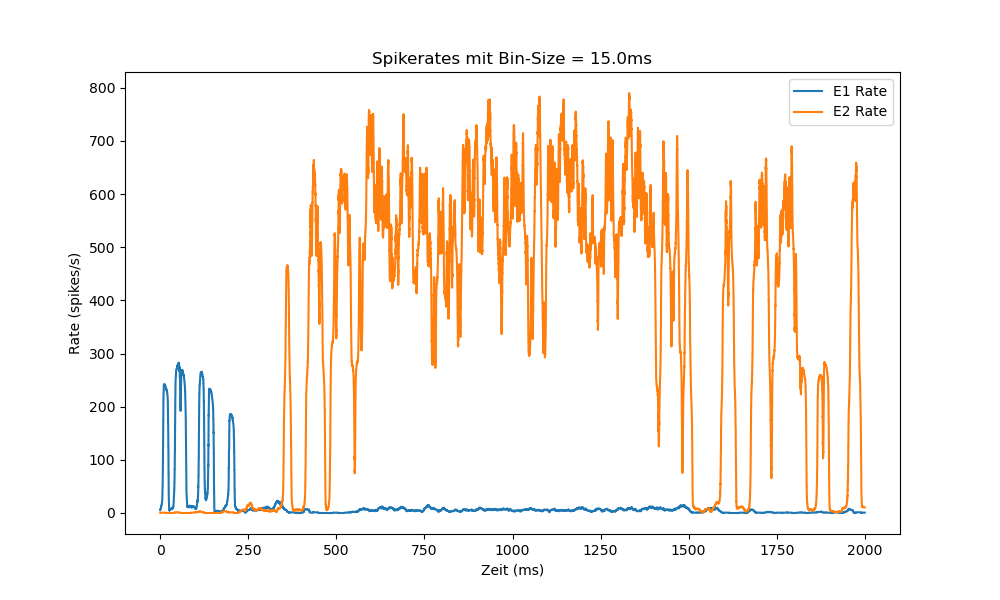 Spikerates mit Bin-Size = 15.0ms
E1 Rate
E2 Rate
800
700
600
500
400
300
200
100
0
Rate (spikes/s)
0 250 500 750 1000 1250 1500 1750 2000
Zeit (ms)